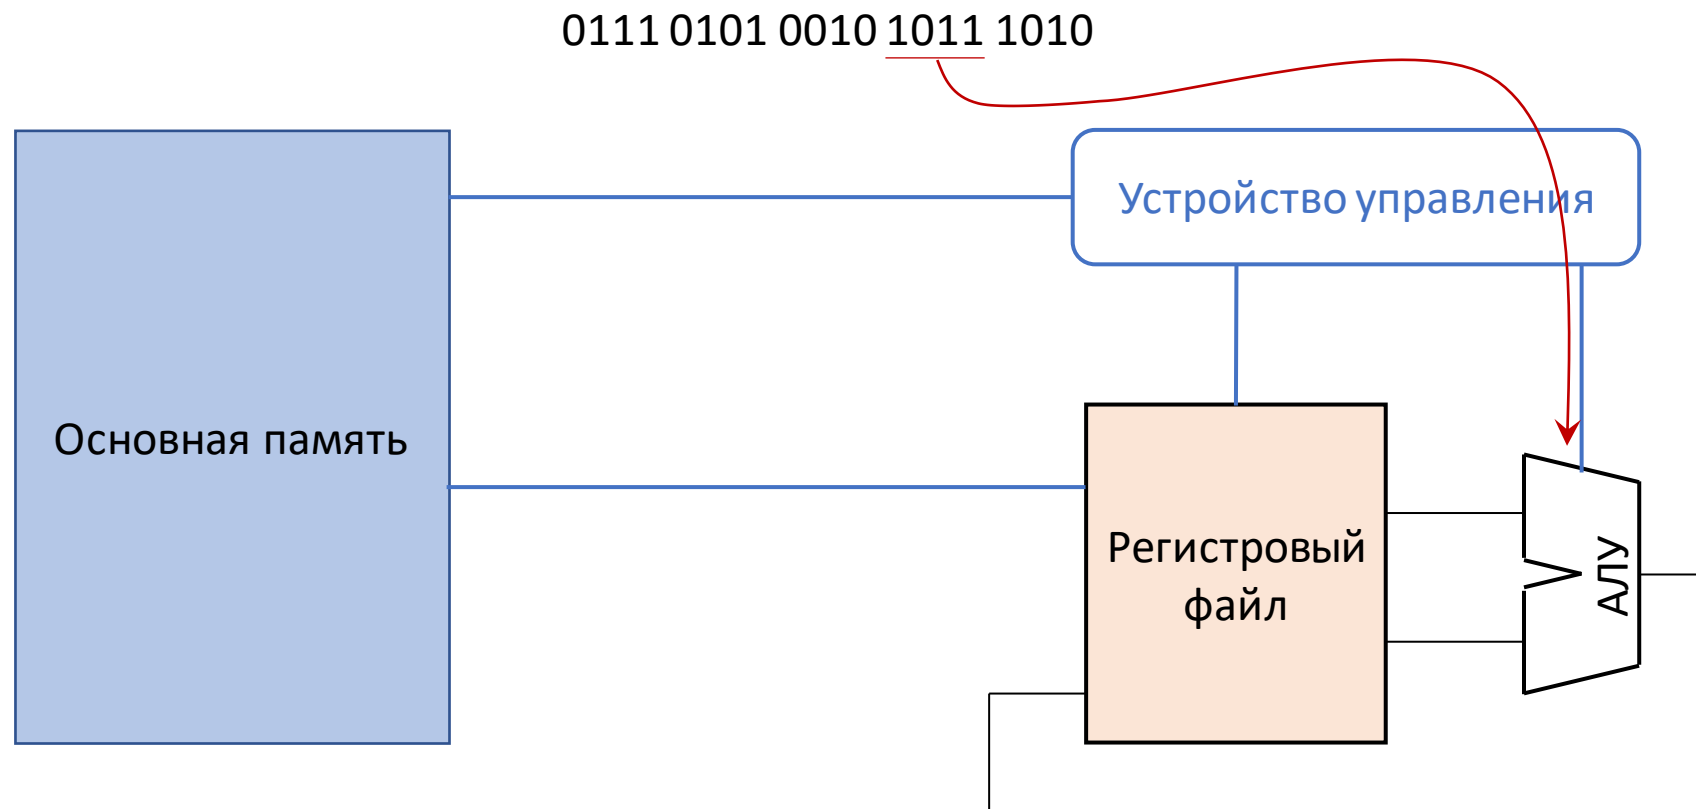 0111 0101 0010 1011 1010
Устройство управления
Основная память
Регистровый
файл
АЛУ